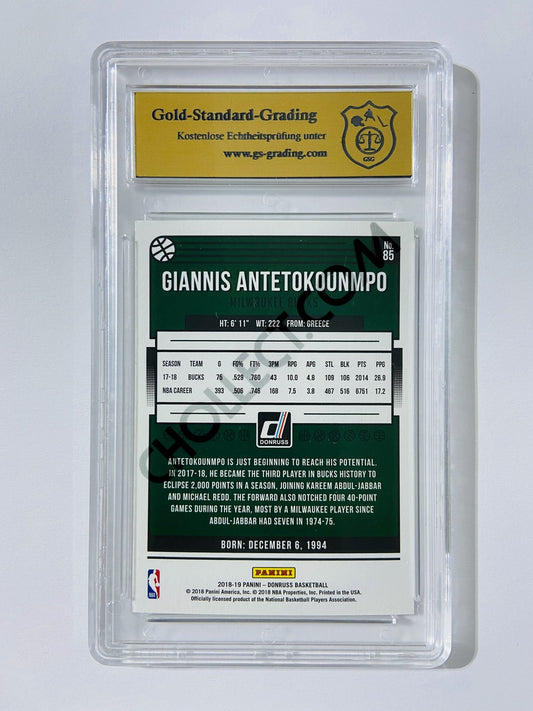 Gold-Standard-Grading
Kostenlose Echtheitsprüfung unter
www.gs-grading.com
GSG
No. 85
GIANNIS ANTETOKOUNMPO
MILWAUKEE BUCKS
HT: 6' 11" WT: 222 FROM: GREECE
SEASON TEAM G FG% FT% 3PM RPG APG STL BLK PTS PPG
17-18 BUCKS 75 .529 .760 43 10.0 4.8 109 106 2014 26.9
NBA CAREER 393 .506 .745 168 7.5 3.8 467 516 6751 17.2
DONRUSS
ANTETOKOUNMPO IS JUST BEGINNING TO REACH HIS POTENTIAL.
IN 2017-18, HE BECAME THE THIRD PLAYER IN BUCKS HISTORY TO
ECLIPSE 2,000 POINTS IN A SEASON, JOINING KAREEM ABDUL-JABBAR
AND MICHAEL REDD. THE FORWARD ALSO NOTCHED FOUR 40-POINT
GAMES DURING THE YEAR, MOST BY A MILWAUKEE PLAYER SINCE
ABDUL-JABBAR HAD SEVEN IN 1974-75.
BORN: DECEMBER 6, 1994
PANINI
2018-19 PANINI – DONRUSS BASKETBALL
© 2018 Panini America, Inc. © 2018 NBA Properties, Inc. Printed in the USA.
Officially licensed product of the National Basketball Players Association.
NBA
CHOLLECT.COM